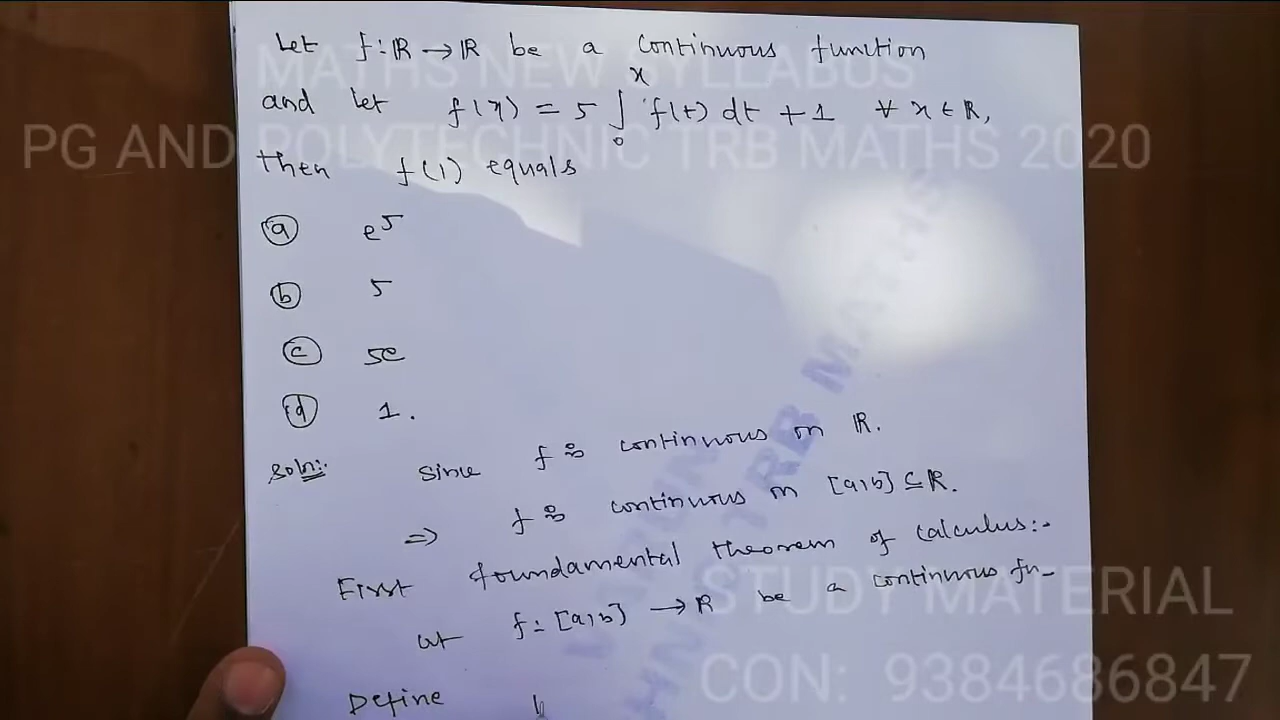 Let f : ℝ → ℝ be a continuous function
and let f(x) = 5 ∫₀ˣ f(t) dt + 1 ∀ x ∈ ℝ,
then f(1) equals
(a) e⁵
(b) 5
(c) 5e
(d) 1.
Soln:- Since f is continuous on ℝ.
⇒ f is continuous on [a,b] ⊆ ℝ.
First foundamental theorem of calculus:-
Let f : [a,b] → ℝ be a continuous fn-
Define
MATHS NEW SYLLABUS
PG AND POLYTECHNIC TRB MATHS 2020
STUDY MATERIAL
CON: 9384686847